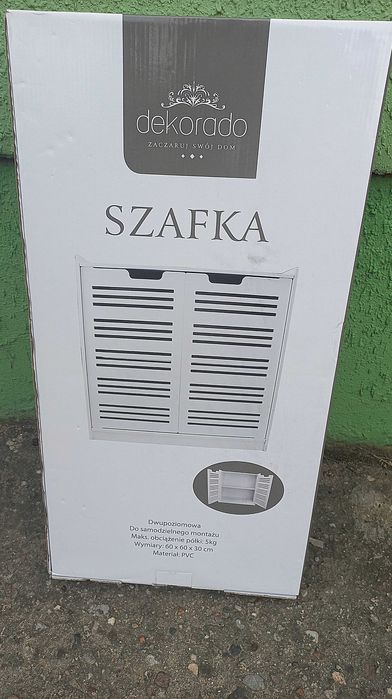 dekorado
ZACZARUJ SWÓJ DOM
SZAFKA
Dwupoziomowa
Do samodzielnego montażu
Maks. obciążenie półki: 5kg
Wymiary: 60 x 60 x 30 cm
Materiał: PVC